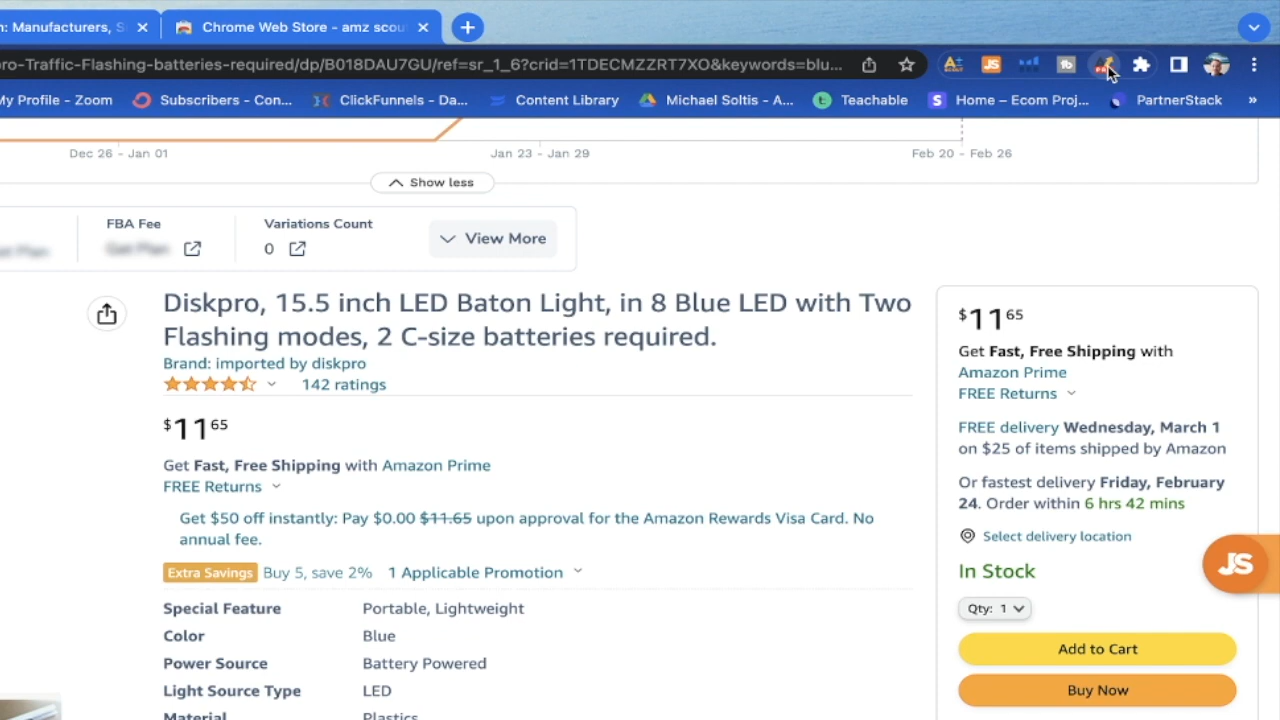 n: Manufacturers, S
Chrome Web Store - amz scou
ro-Traffic-Flashing-batteries-required/dp/B018DAU7GU/ref=sr_1_6?crid=1TDECMZZRT7XO&keywords=blu...
My Profile - Zoom
Subscribers - Con...
ClickFunnels - Da...
Content Library
Michael Soltis - A...
Teachable
Home – Ecom Proj...
PartnerStack
Dec 26 - Jan 01
Jan 23 - Jan 29
Feb 20 - Feb 26
Show less
FBA Fee
Variations Count
0
View More
Diskpro, 15.5 inch LED Baton Light, in 8 Blue LED with Two
Flashing modes, 2 C-size batteries required.
Brand: imported by diskpro
142 ratings
$11 65
Get Fast, Free Shipping with Amazon Prime
FREE Returns
Get $50 off instantly: Pay $0.00 $11.65 upon approval for the Amazon Rewards Visa Card. No
annual fee.
Extra Savings Buy 5, save 2% 1 Applicable Promotion
Special Feature Portable, Lightweight
Color Blue
Power Source Battery Powered
Light Source Type LED
Material Plastics
$11 65
Get Fast, Free Shipping with
Amazon Prime
FREE Returns
FREE delivery Wednesday, March 1
on $25 of items shipped by Amazon
Or fastest delivery Friday, February
24. Order within 6 hrs 42 mins
Select delivery location
JS
In Stock
Qty: 1
Add to Cart
Buy Now